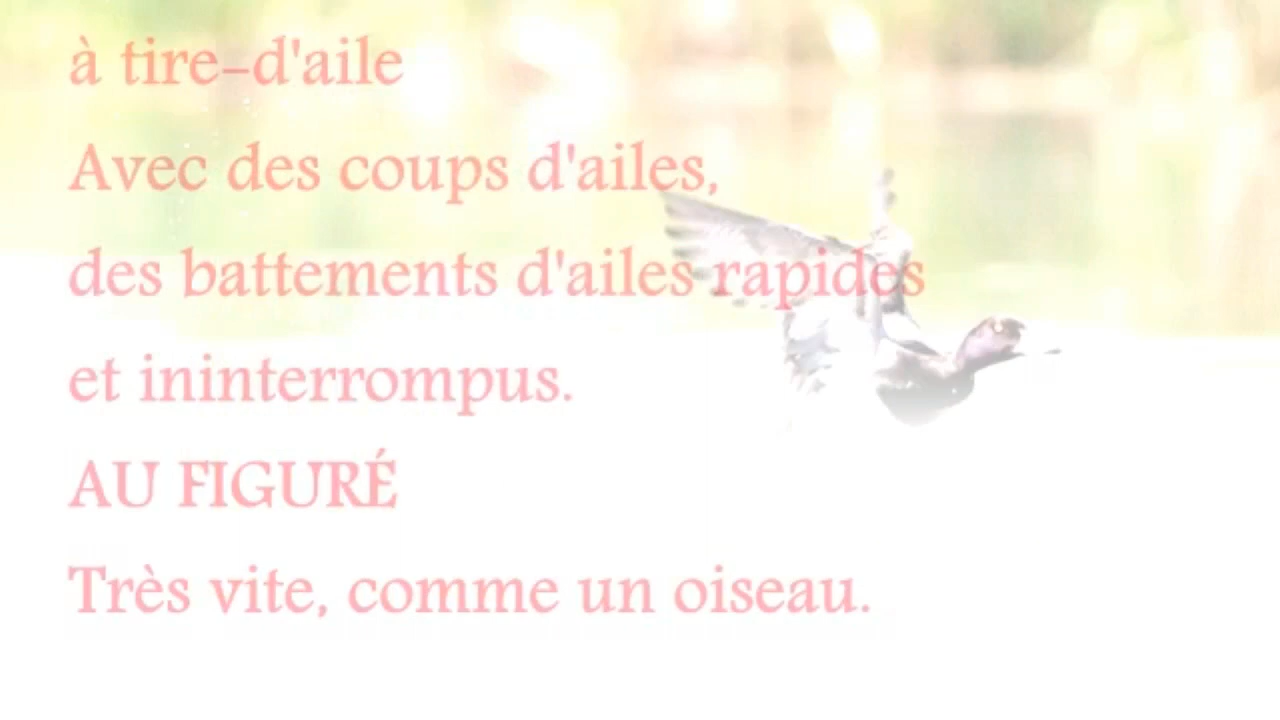 à tire-d'aile
Avec des coups d'ailes,
des battements d'ailes rapides
et ininterrompus.
AU FIGURÉ
Très vite, comme un oiseau.